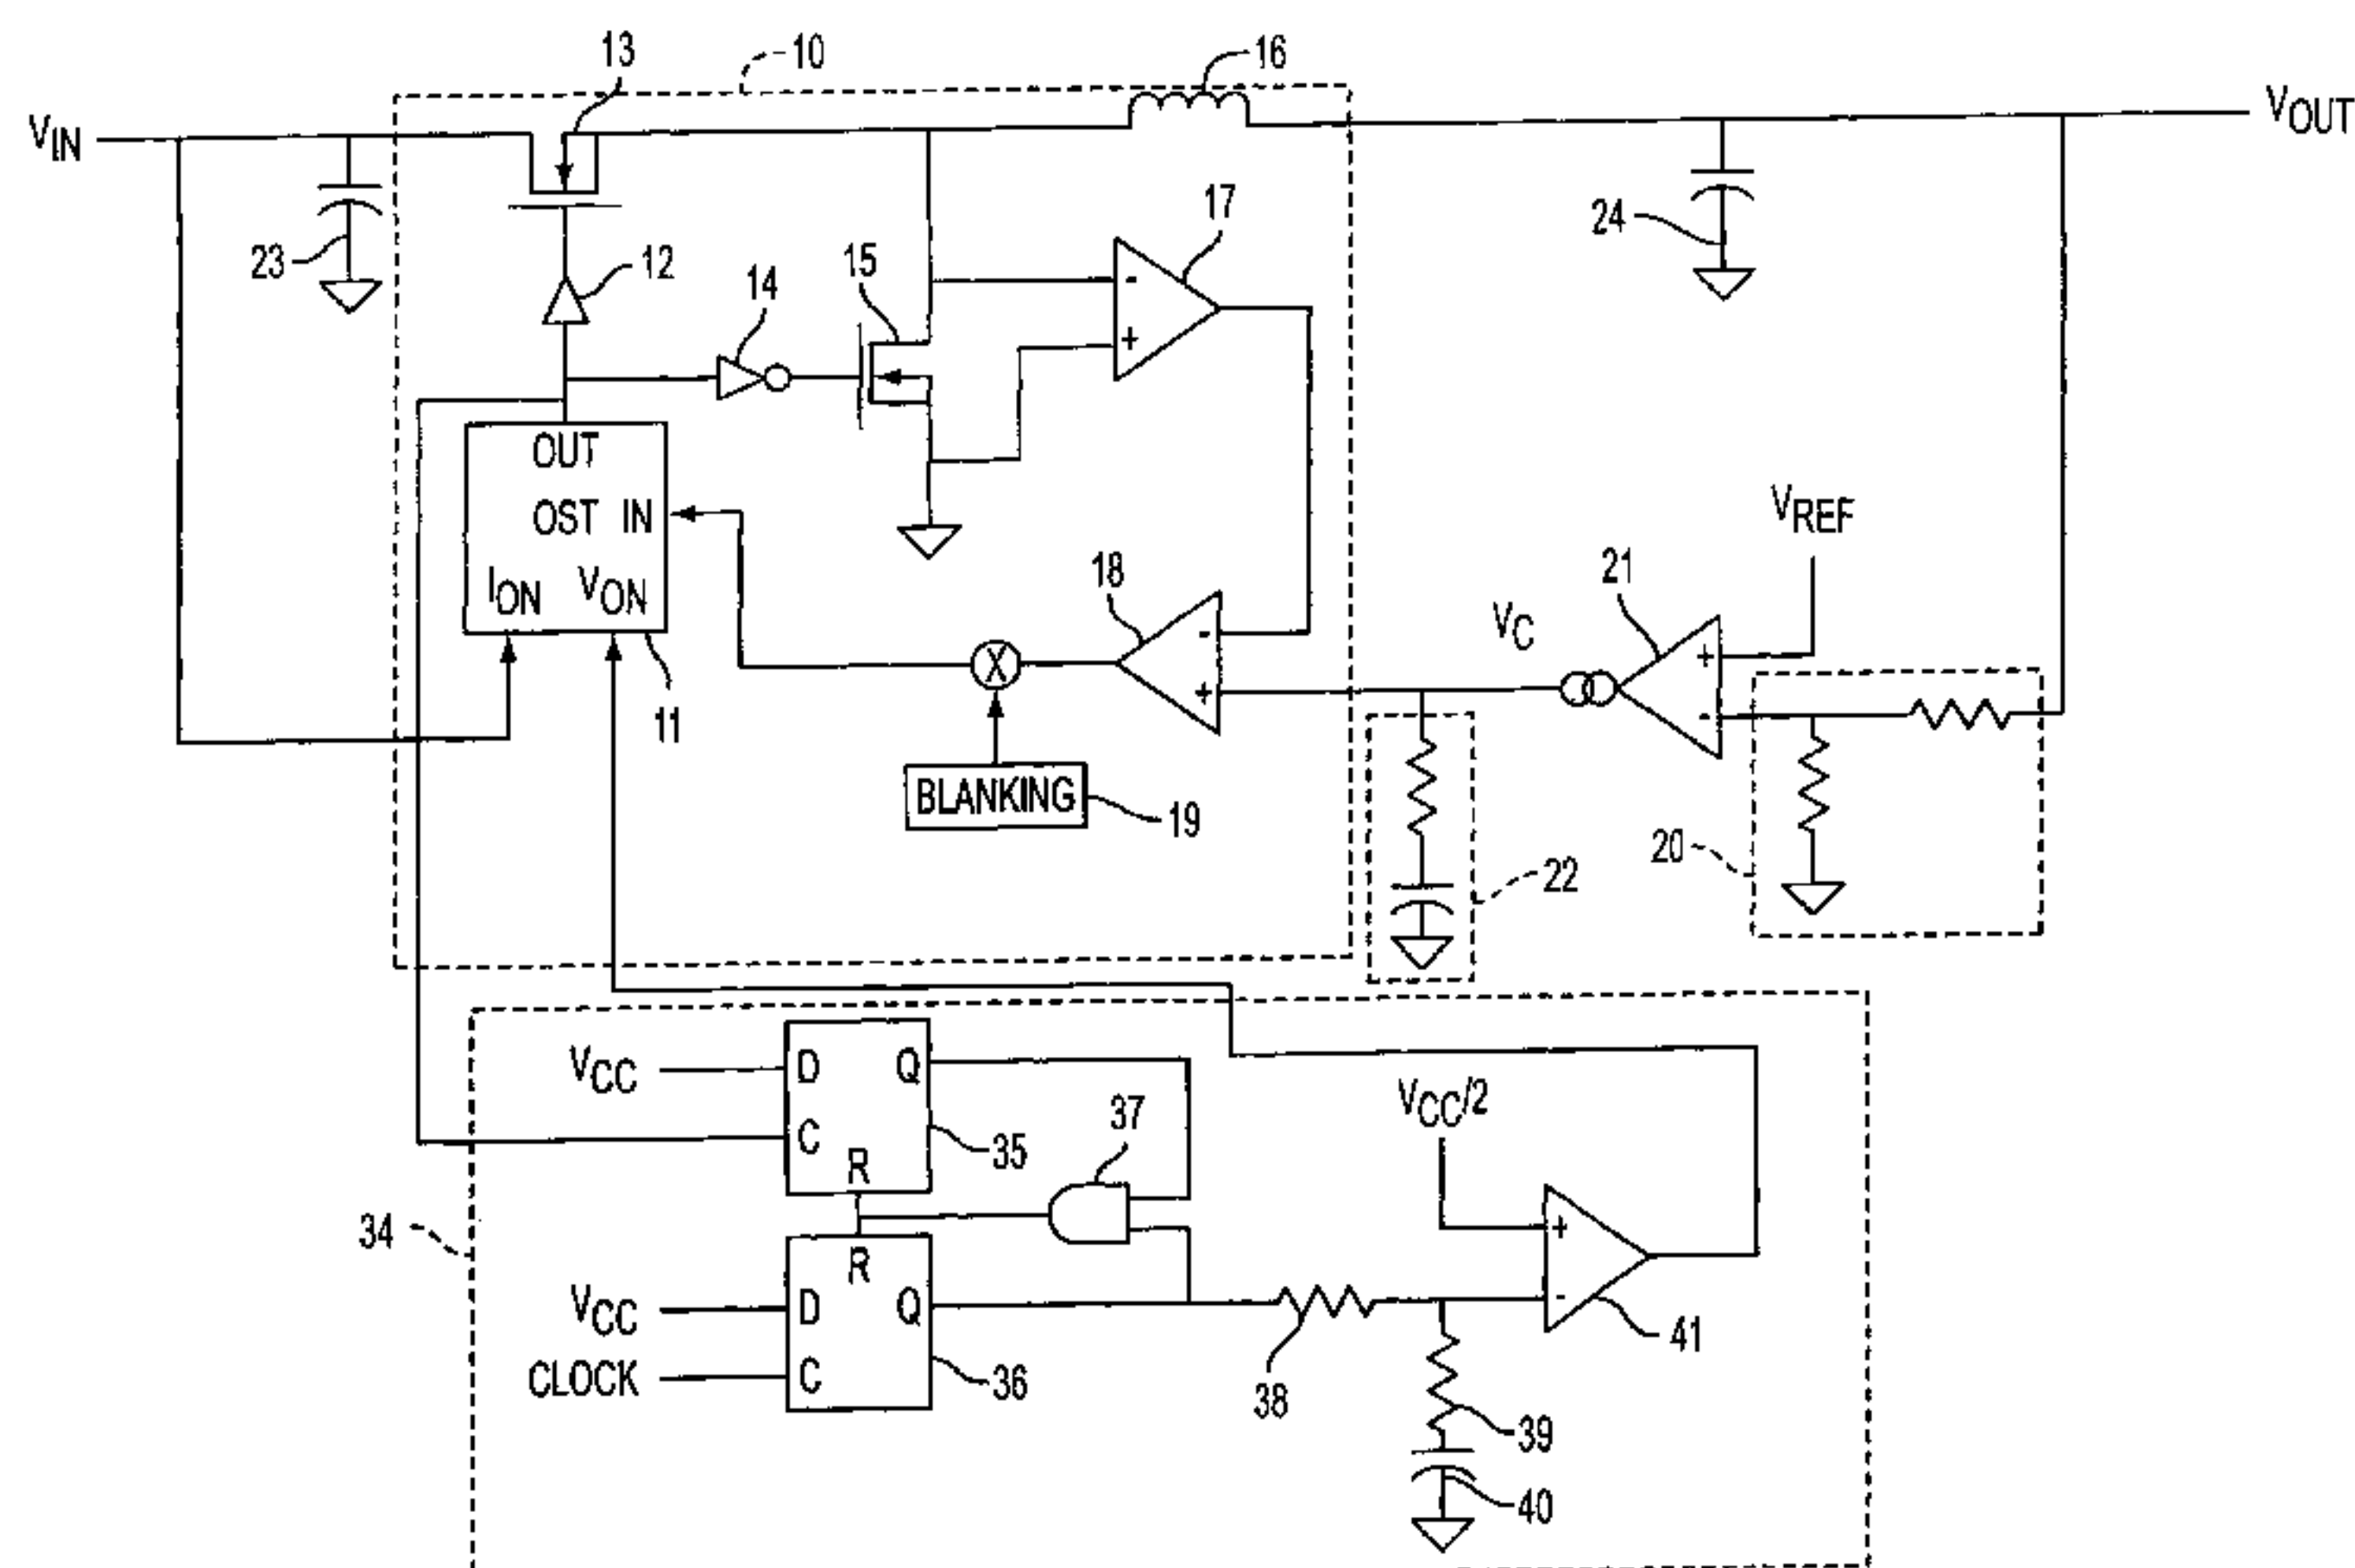 13
10
16
VIN
VOUT
23
12
14
15
17
24
-
+
OUT
OST IN
ION VON
11
18
-
+
VC
21
VREF
+
-
X
BLANKING
19
20
22
VCC
D Q
C
R
35
37
VCC/2
34
R
VCC
D Q
CLOCK
C
36
38
+
-
41
39
40